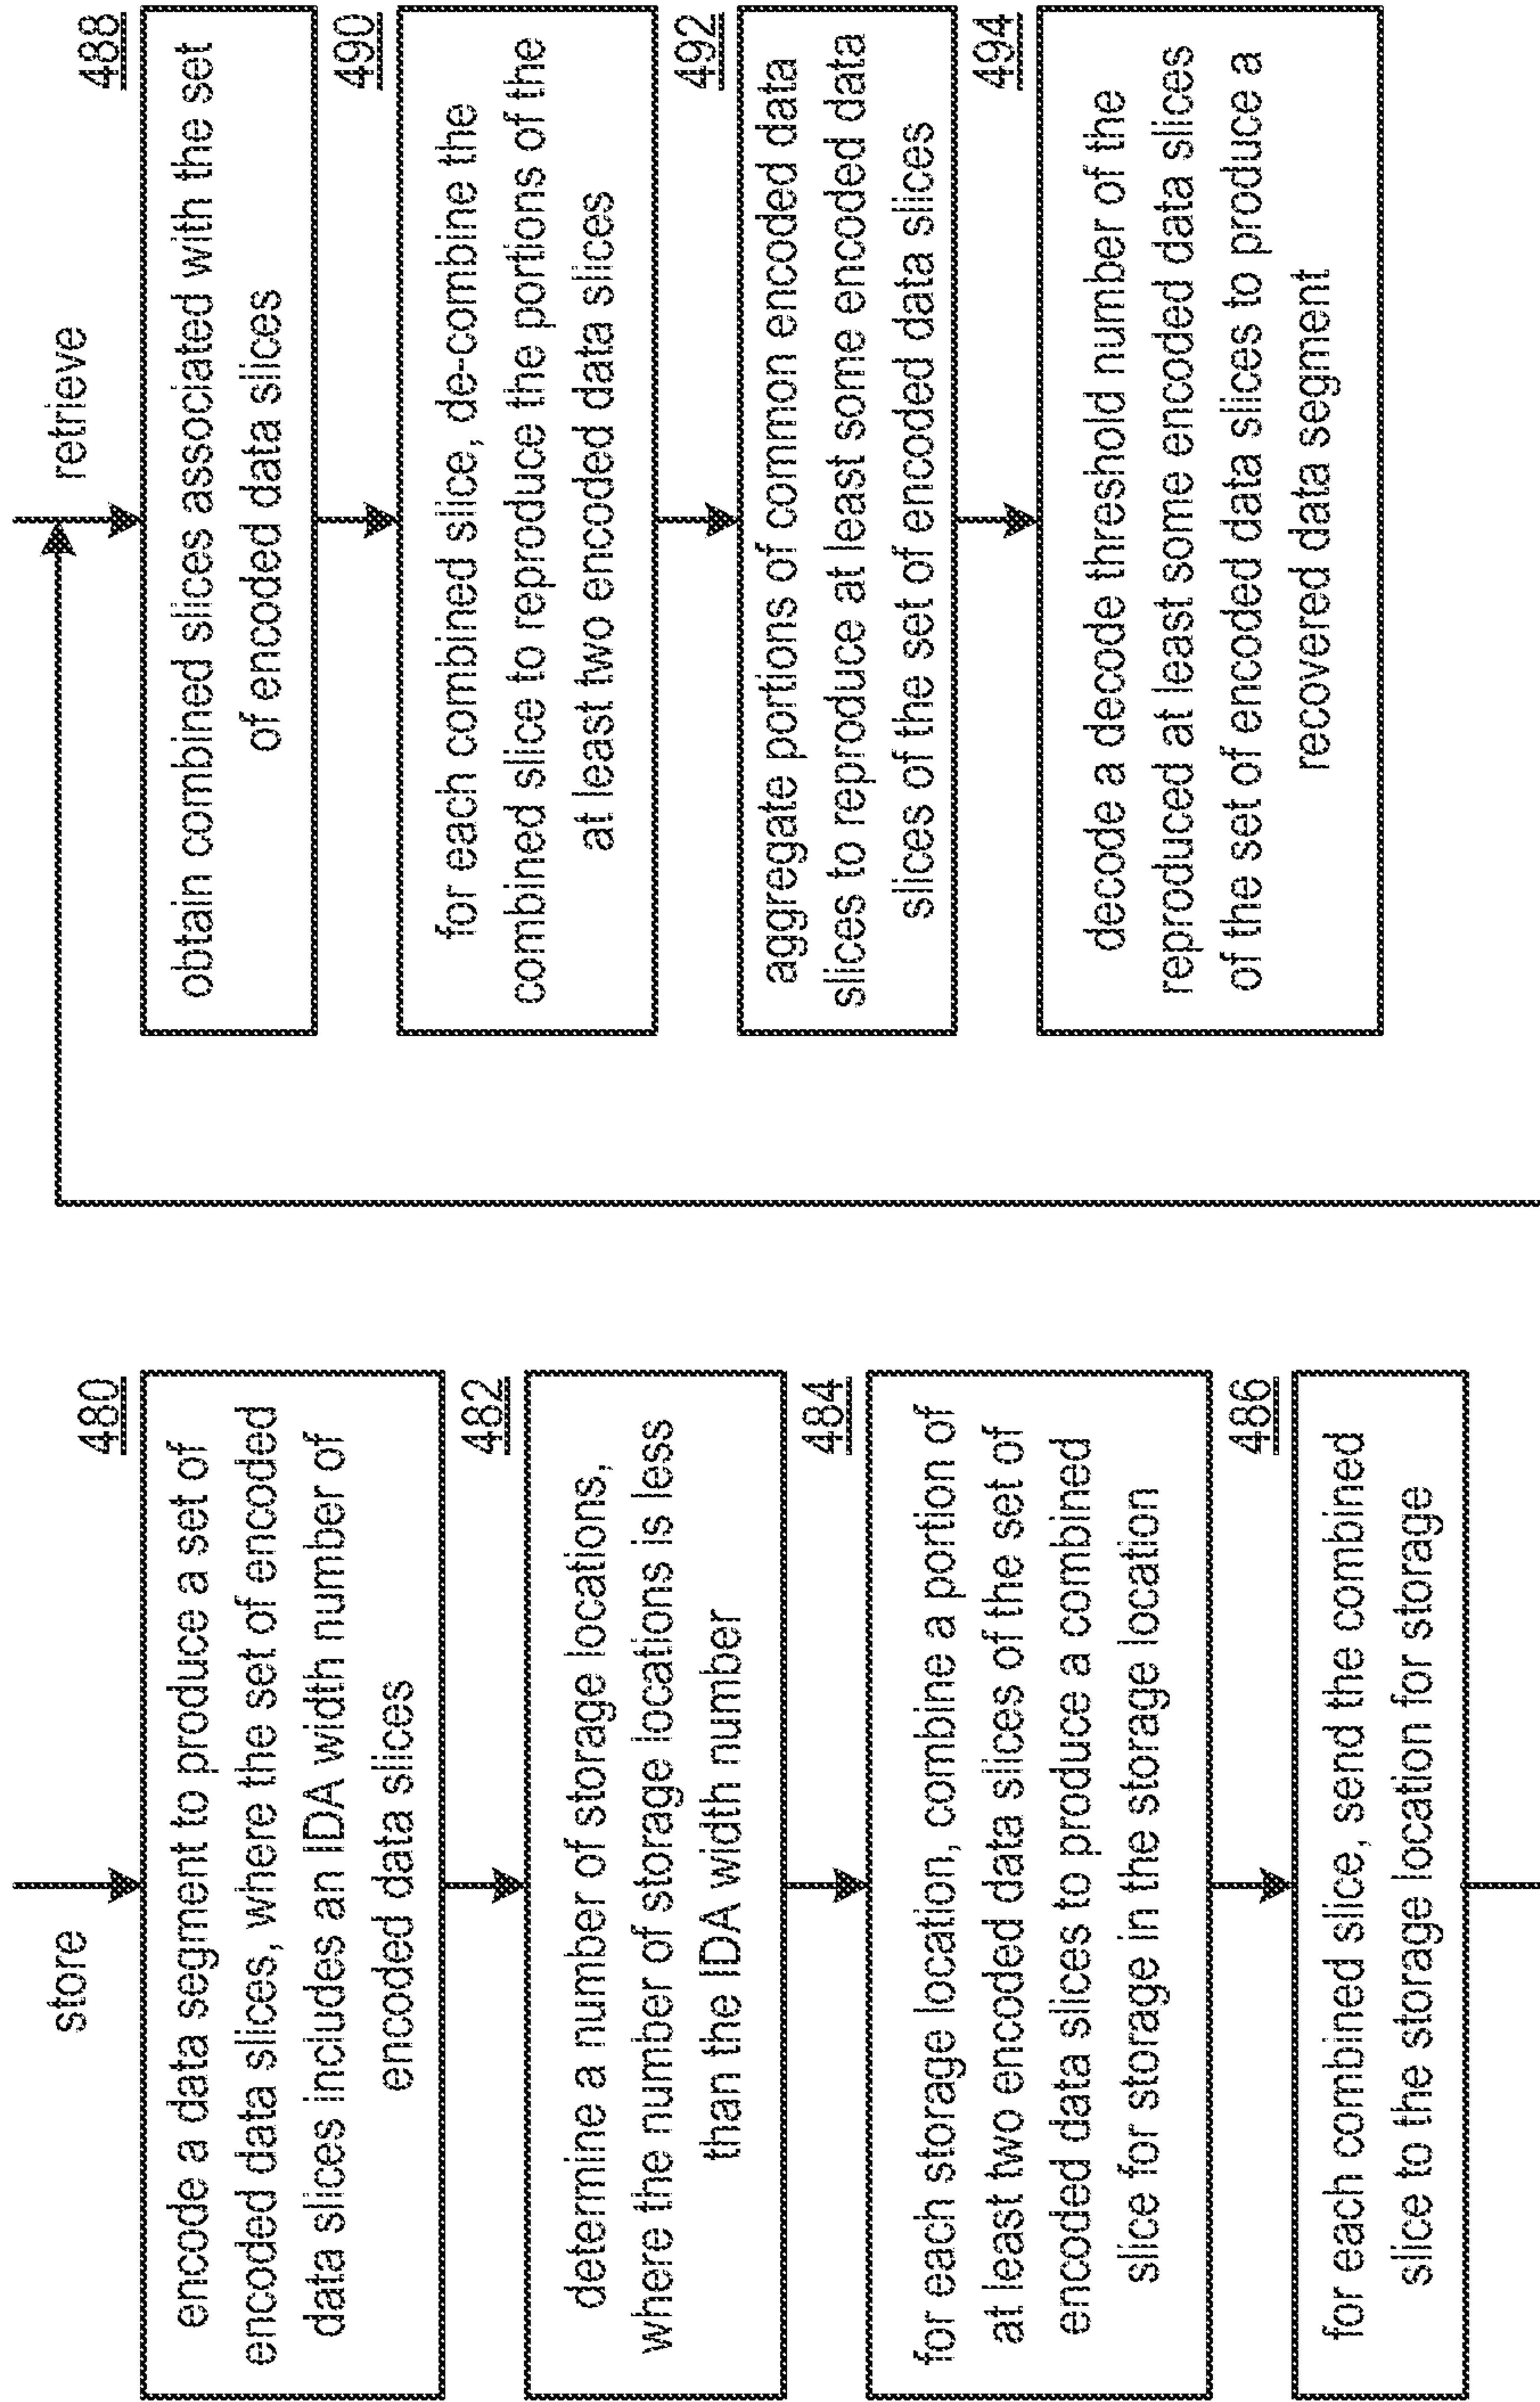 store
480
encode a data segment to produce a set of
encoded data slices, where the set of encoded
data slices includes an IDA width number of
encoded data slices
482
determine a number of storage locations,
where the number of storage locations is less
than the IDA width number
484
for each storage location, combine a portion of
at least two encoded data slices of the set of
encoded data slices to produce a combined
slice for storage in the storage location
486
for each combined slice, send the combined
slice to the storage location for storage
retrieve
488
obtain combined slices associated with the set
of encoded data slices
490
for each combined slice, de-combine the
combined slice to reproduce the portions of the
at least two encoded data slices
492
aggregate portions of common encoded data
slices to reproduce at least some encoded data
slices of the set of encoded data slices
494
decode a decode threshold number of the
reproduced at least some encoded data slices
of the set of encoded data slices to produce a
recovered data segment